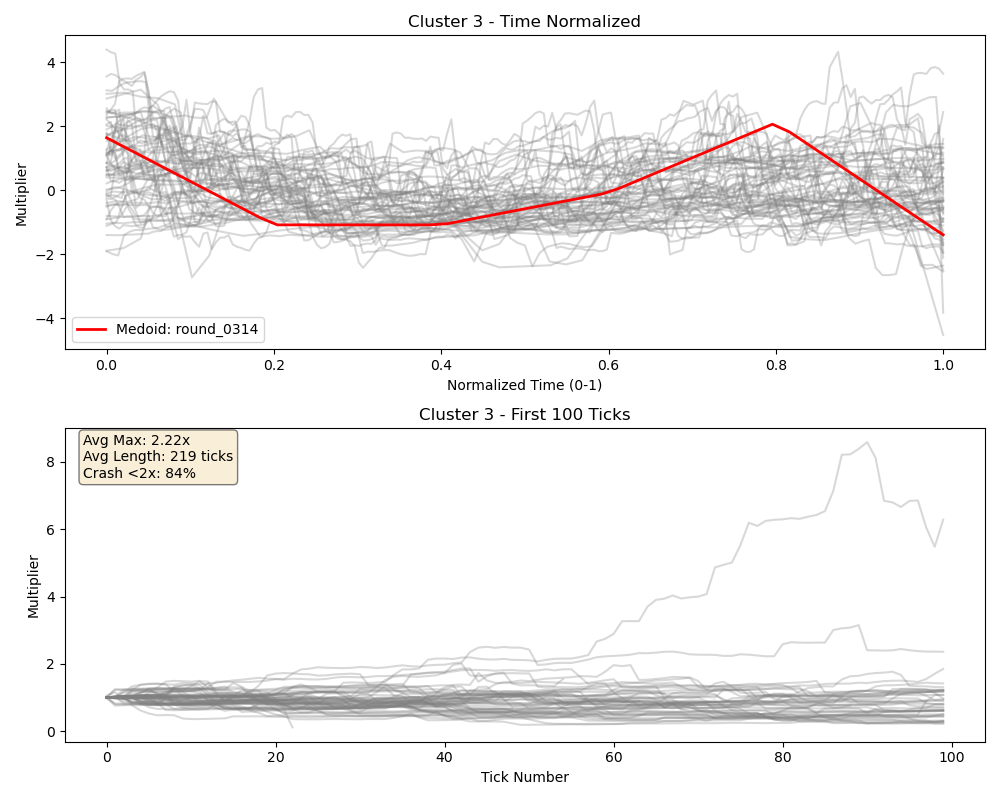 Cluster 3 - Time Normalized
Multiplier
4
2
0
−2
−4
Medoid: round_0314
0.0 0.2 0.4 0.6 0.8 1.0
Normalized Time (0-1)
Cluster 3 - First 100 Ticks
Avg Max: 2.22x
Avg Length: 219 ticks
Crash <2x: 84%
Multiplier
8
6
4
2
0
0 20 40 60 80 100
Tick Number